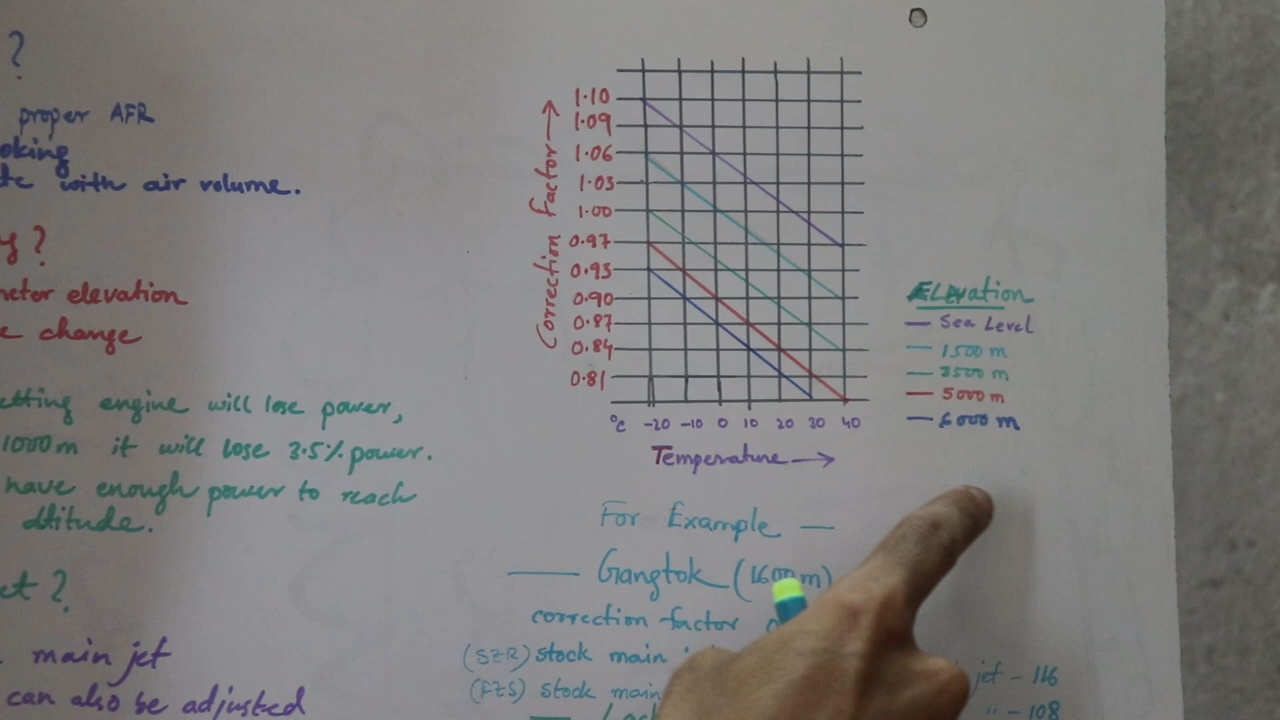 ?
proper AFR
oking
te with air volume.
y?
meter elevation
e change
etting engine will lose power,
1000m it will lose 3.5% power.
have enough power to reach
altitude.
et?
main jet
can also be adjusted
Correction factor →
1.10
1.09
1.06
1.03
1.00
0.97
0.93
0.90
0.87
0.84
0.81
°c -20 -10 0 10 20 30 40
Temperature →
Elevation
— Sea Level
— 1500 m
— 3500 m
— 5000 m
— 6000 m
For Example —
— Gangtok (1600m)
correction factor
(SZR) stock main jet - 116
(FZS) stock main " - 108